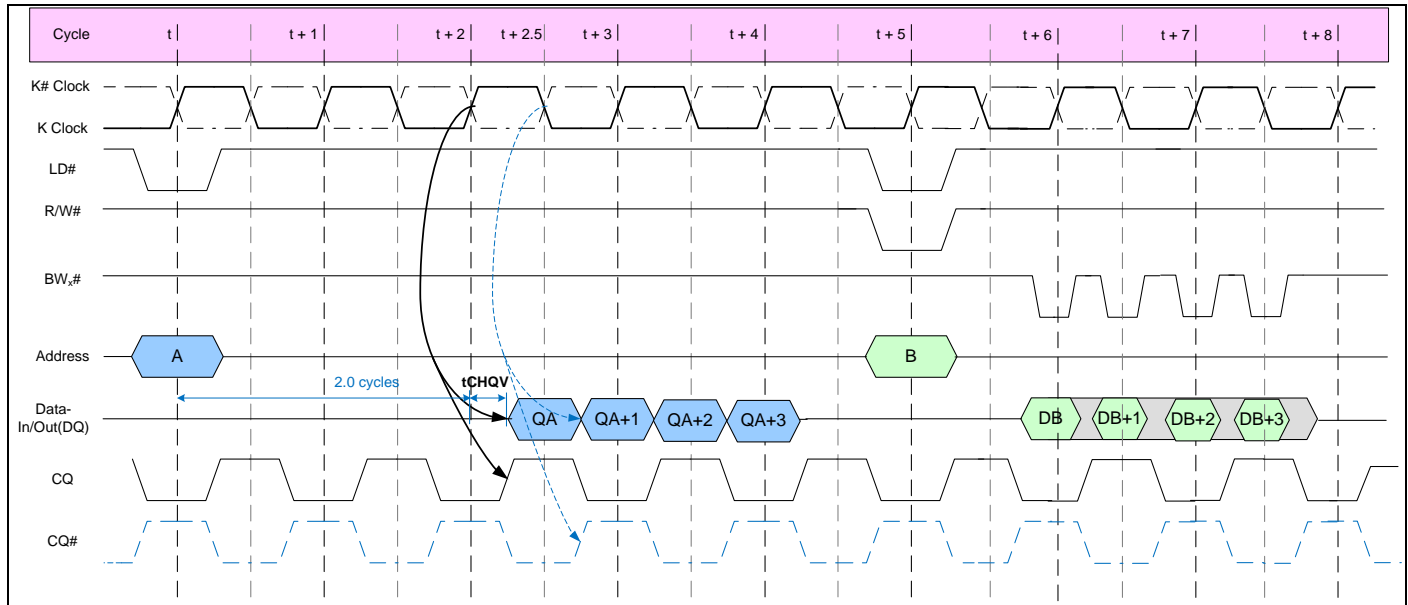 Cycle t t + 1 t + 2 t + 2.5 t + 3 t + 4 t + 5 t + 6 t + 7 t + 8
K# Clock
K Clock
LD#
R/W#
BWx#
Address A B
2.0 cycles tCHQV
Data-
In/Out(DQ) QA QA+1 QA+2 QA+3 DB DB+1 DB+2 DB+3
CQ
CQ#